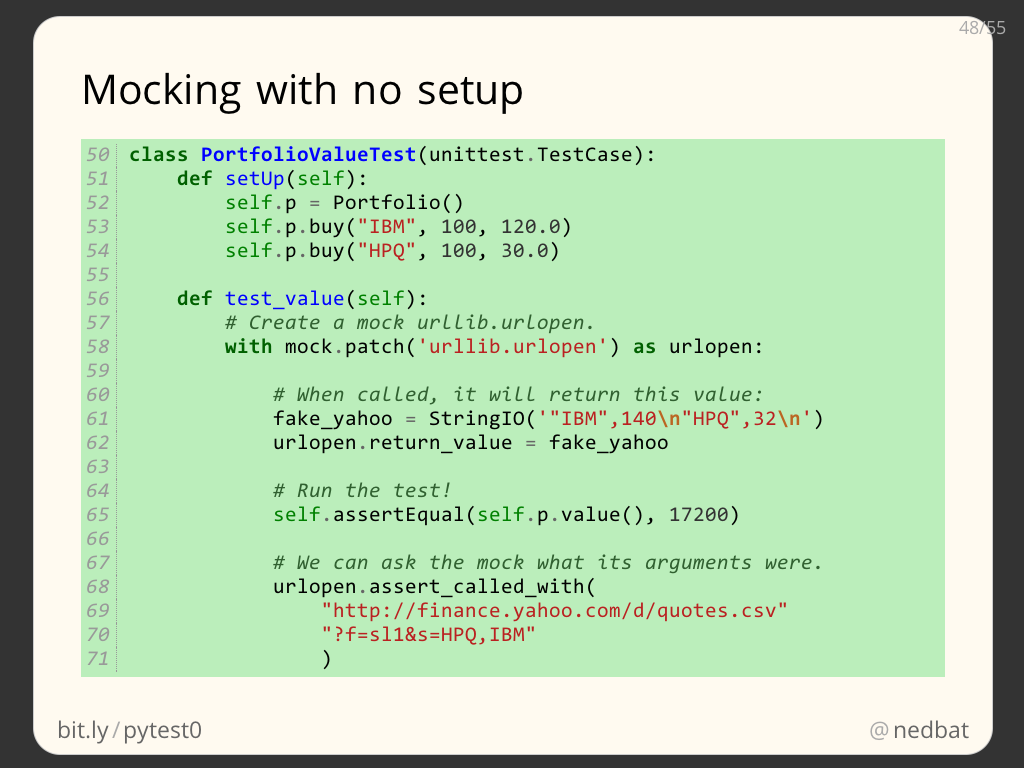 48/55
Mocking with no setup
50 class PortfolioValueTest(unittest.TestCase):
51     def setUp(self):
52         self.p = Portfolio()
53         self.p.buy("IBM", 100, 120.0)
54         self.p.buy("HPQ", 100, 30.0)
55
56     def test_value(self):
57         # Create a mock urllib.urlopen.
58         with mock.patch('urllib.urlopen') as urlopen:
59
60             # When called, it will return this value:
61             fake_yahoo = StringIO('"IBM",140\n"HPQ",32\n')
62             urlopen.return_value = fake_yahoo
63
64             # Run the test!
65             self.assertEqual(self.p.value(), 17200)
66
67             # We can ask the mock what its arguments were.
68             urlopen.assert_called_with(
69                 "http://finance.yahoo.com/d/quotes.csv"
70                 "?f=sl1&s=HPQ,IBM"
71                 )
bit.ly/pytest0
@nedbat